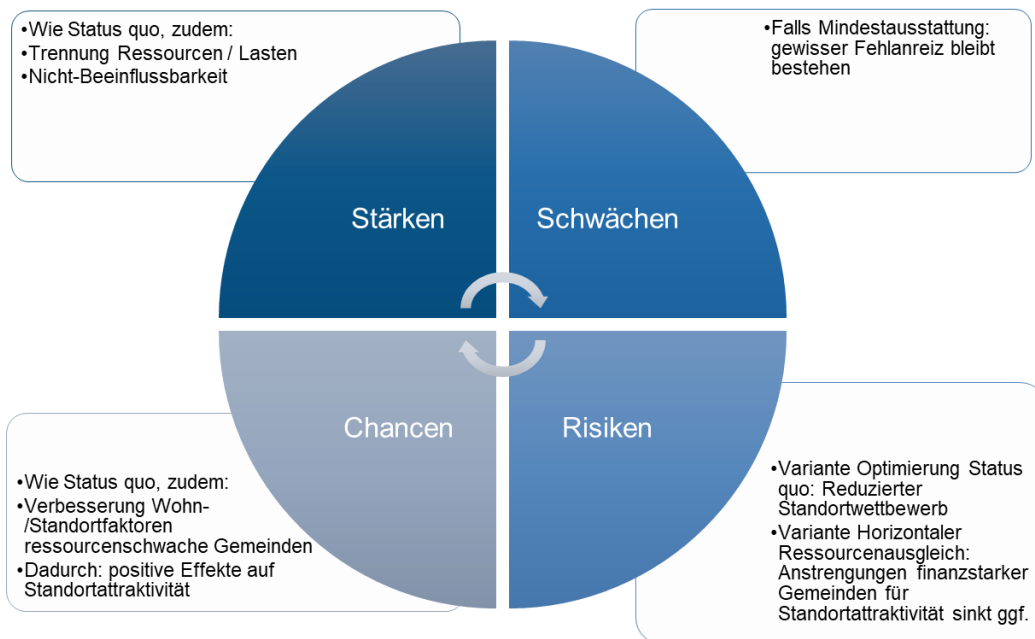 •Wie Status quo, zudem:
•Trennung Ressourcen / Lasten
•Nicht-Beeinflussbarkeit
•Falls Mindestausstattung:
gewisser Fehlanreiz bleibt
bestehen
Stärken
Schwächen
Chancen
Risiken
•Wie Status quo, zudem:
•Verbesserung Wohn-
/Standortfaktoren
ressourcenschwache Gemeinden
•Dadurch: positive Effekte auf
Standortattraktivität
•Variante Optimierung Status
quo: Reduzierter
Standortwettbewerb
•Variante Horizontaler
Ressourcenausgleich:
Anstrengungen finanzstarker
Gemeinden für
Standortattraktivität sinkt ggf.